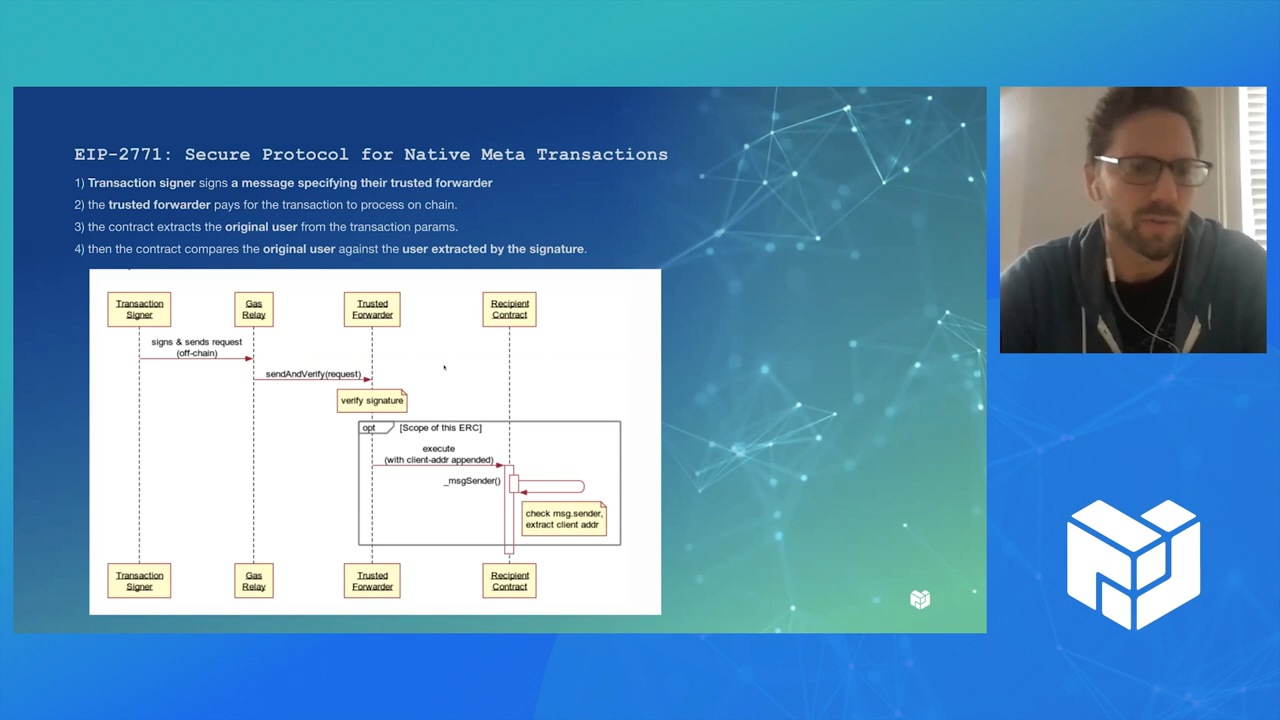 EIP-2771: Secure Protocol for Native Meta Transactions
1) Transaction signer signs a message specifying their trusted forwarder
2) the trusted forwarder pays for the transaction to process on chain.
3) the contract extracts the original user from the transaction params.
4) then the contract compares the original user against the user extracted by the signature.
Transaction
Signer
Gas
Relay
Trusted
Forwarder
Recipient
Contract
signs & sends request
(off-chain)
sendAndVerify(request)
verify signature
opt
[Scope of this ERC]
execute
(with client-addr appended)
_msgSender()
check msg.sender,
extract client addr
Transaction
Signer
Gas
Relay
Trusted
Forwarder
Recipient
Contract